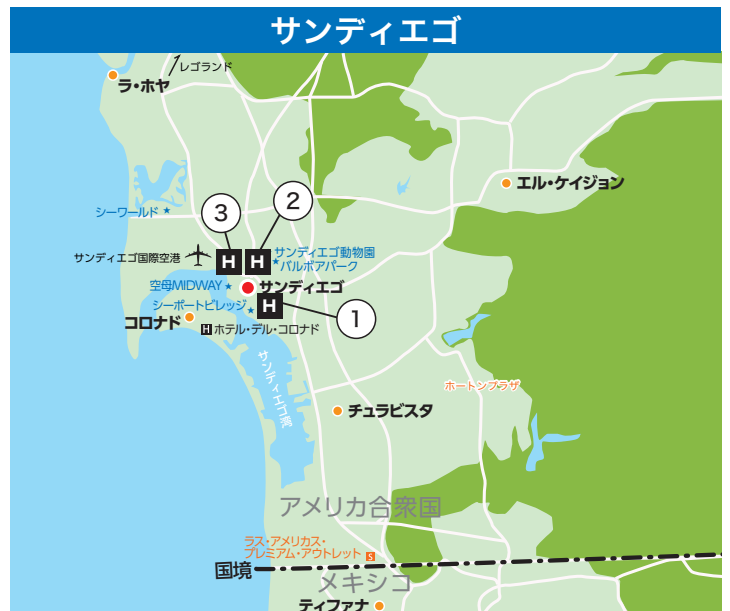 サンディエゴ
レゴランド
ラ・ホヤ
エル・ケイジョン
シーワールド
3
2
サンディエゴ国際空港
H
H
サンディエゴ動物園
バルボアパーク
空母MIDWAY
サンディエゴ
シーポートビレッジ
H
1
コロナド
H ホテル・デル・コロナド
サンディエゴ湾
ホートンプラザ
チュラビスタ
アメリカ合衆国
ラス・アメリカス・
プレミアム・アウトレット S
国境
メキシコ
ティファナ